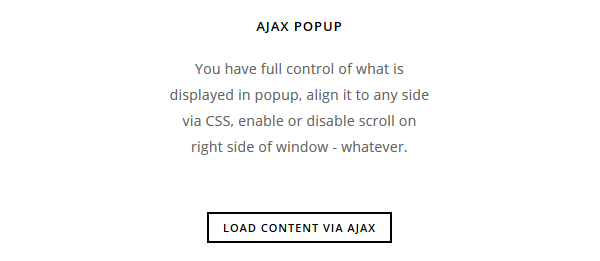 AJAX POPUP
You have full control of what is
displayed in popup, align it to any side
via CSS, enable or disable scroll on
right side of window - whatever.
LOAD CONTENT VIA AJAX